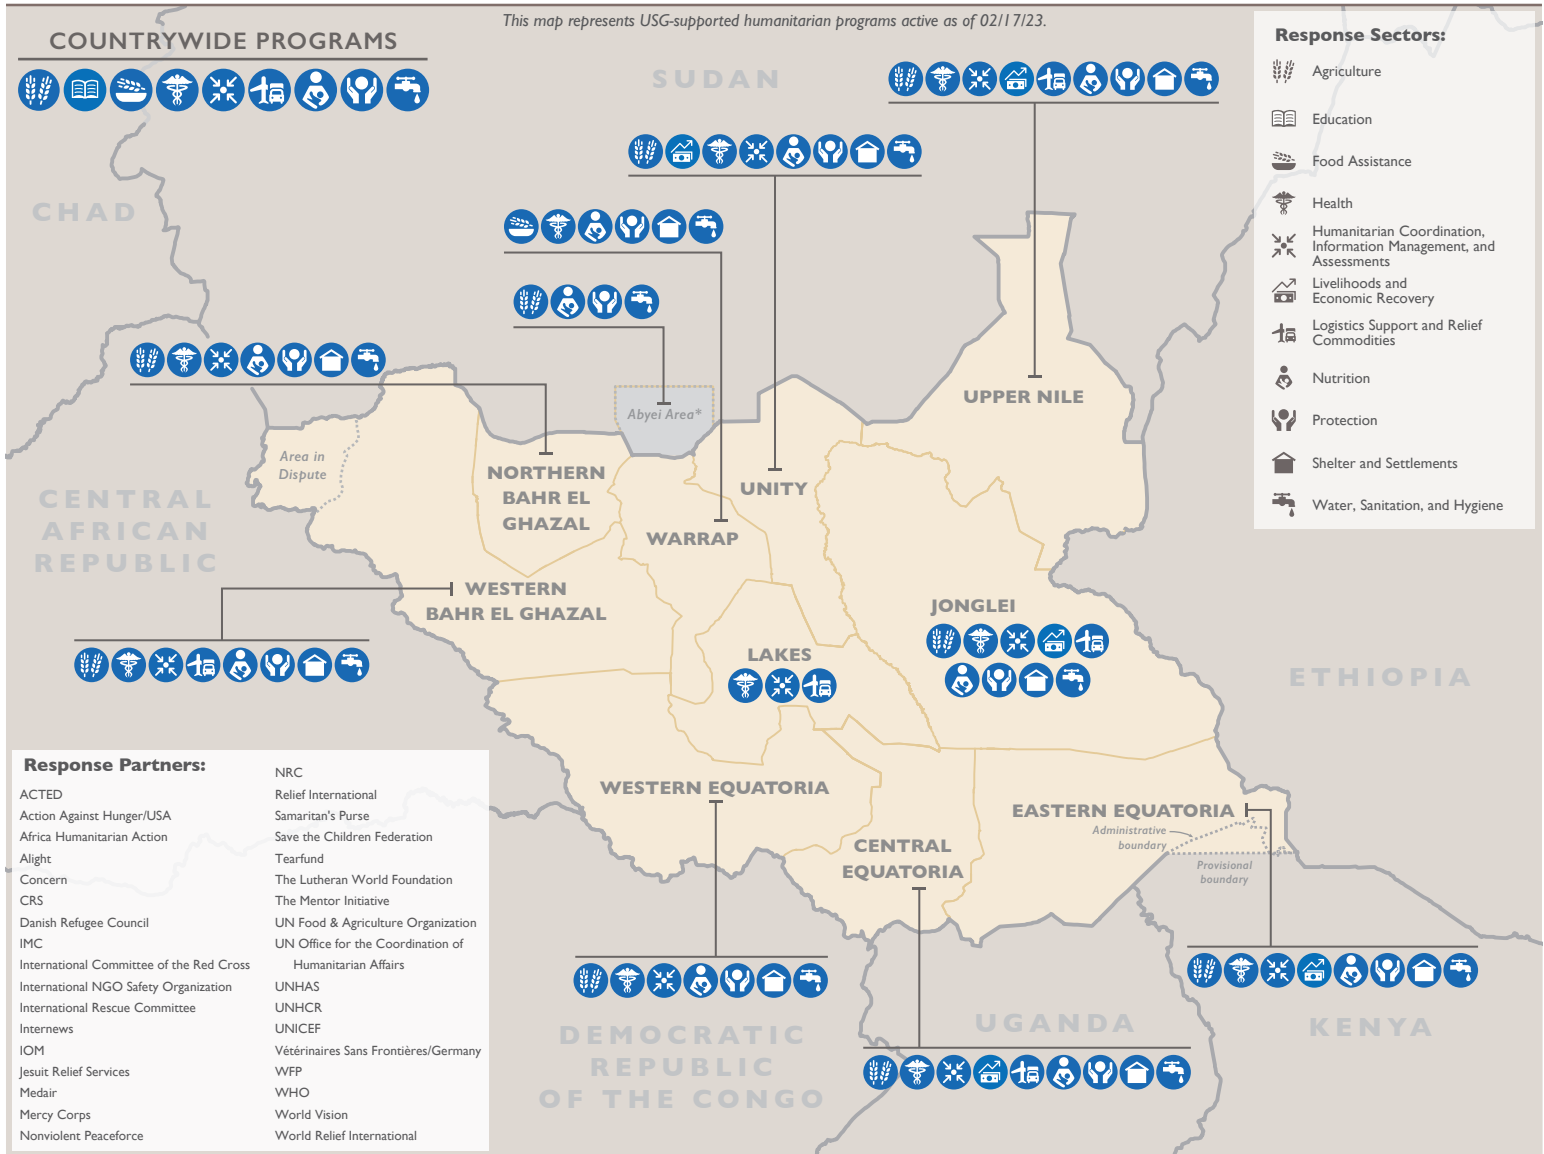 This map represents USG-supported humanitarian programs active as of 02/17/23.
COUNTRYWIDE PROGRAMS
SUDAN
CHAD
CENTRAL
AFRICAN
REPUBLIC
ETHIOPIA
KENYA
UGANDA
DEMOCRATIC
REPUBLIC
OF THE CONGO
Response Sectors:
Agriculture
Education
Food Assistance
Health
Humanitarian Coordination,
Information Management, and
Assessments
Livelihoods and
Economic Recovery
Logistics Support and Relief
Commodities
Nutrition
Protection
Shelter and Settlements
Water, Sanitation, and Hygiene
UPPER NILE
Abyei Area*
Area in
Dispute
NORTHERN
BAHR EL
GHAZAL
UNITY
WARRAP
WESTERN
BAHR EL GHAZAL
JONGLEI
LAKES
WESTERN EQUATORIA
EASTERN EQUATORIA
Administrative
boundary
Provisional
boundary
CENTRAL
EQUATORIA
Response Partners:
ACTED
Action Against Hunger/USA
Africa Humanitarian Action
Alight
Concern
CRS
Danish Refugee Council
IMC
International Committee of the Red Cross
International NGO Safety Organization
International Rescue Committee
Internews
IOM
Jesuit Relief Services
Medair
Mercy Corps
Nonviolent Peaceforce
NRC
Relief International
Samaritan's Purse
Save the Children Federation
Tearfund
The Lutheran World Foundation
The Mentor Initiative
UN Food & Agriculture Organization
UN Office for the Coordination of
Humanitarian Affairs
UNHAS
UNHCR
UNICEF
Vétérinaires Sans Frontières/Germany
WFP
WHO
World Vision
World Relief International